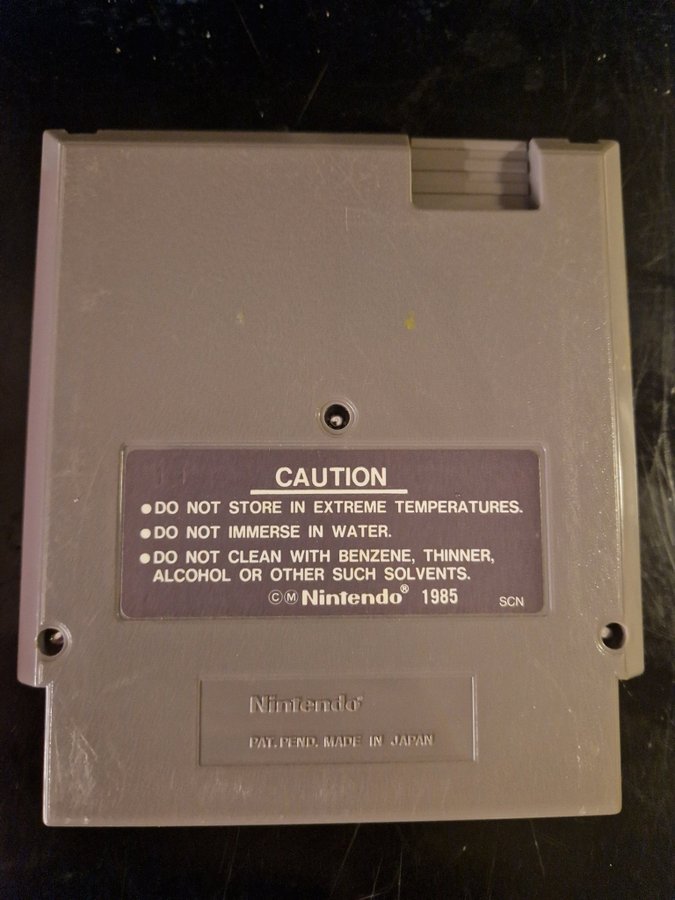 CAUTION
●DO NOT STORE IN EXTREME TEMPERATURES.
●DO NOT IMMERSE IN WATER.
●DO NOT CLEAN WITH BENZENE, THINNER,
ALCOHOL OR OTHER SUCH SOLVENTS.
ⒸⓂ Nintendo® 1985 SCN
Nintendo®
PAT. PEND. MADE IN JAPAN